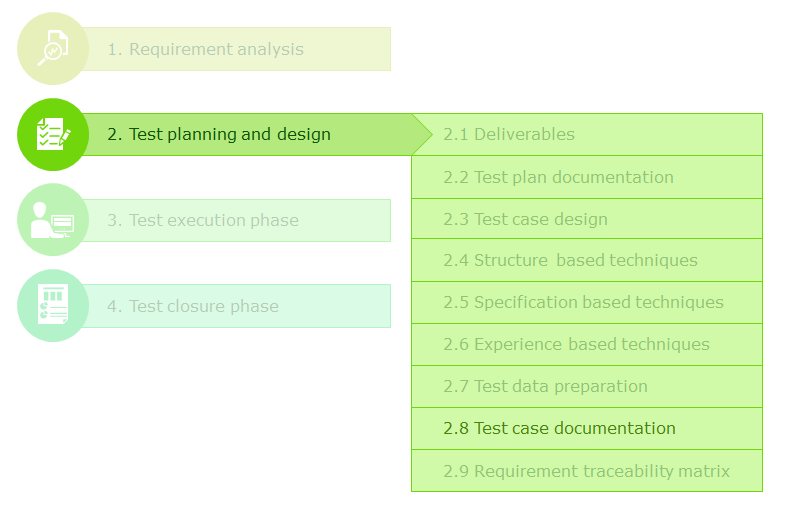 1. Requirement analysis
2. Test planning and design
2.1 Deliverables
2.2 Test plan documentation
2.3 Test case design
2.4 Structure based techniques
2.5 Specification based techniques
2.6 Experience based techniques
2.7 Test data preparation
2.8 Test case documentation
2.9 Requirement traceability matrix
3. Test execution phase
4. Test closure phase